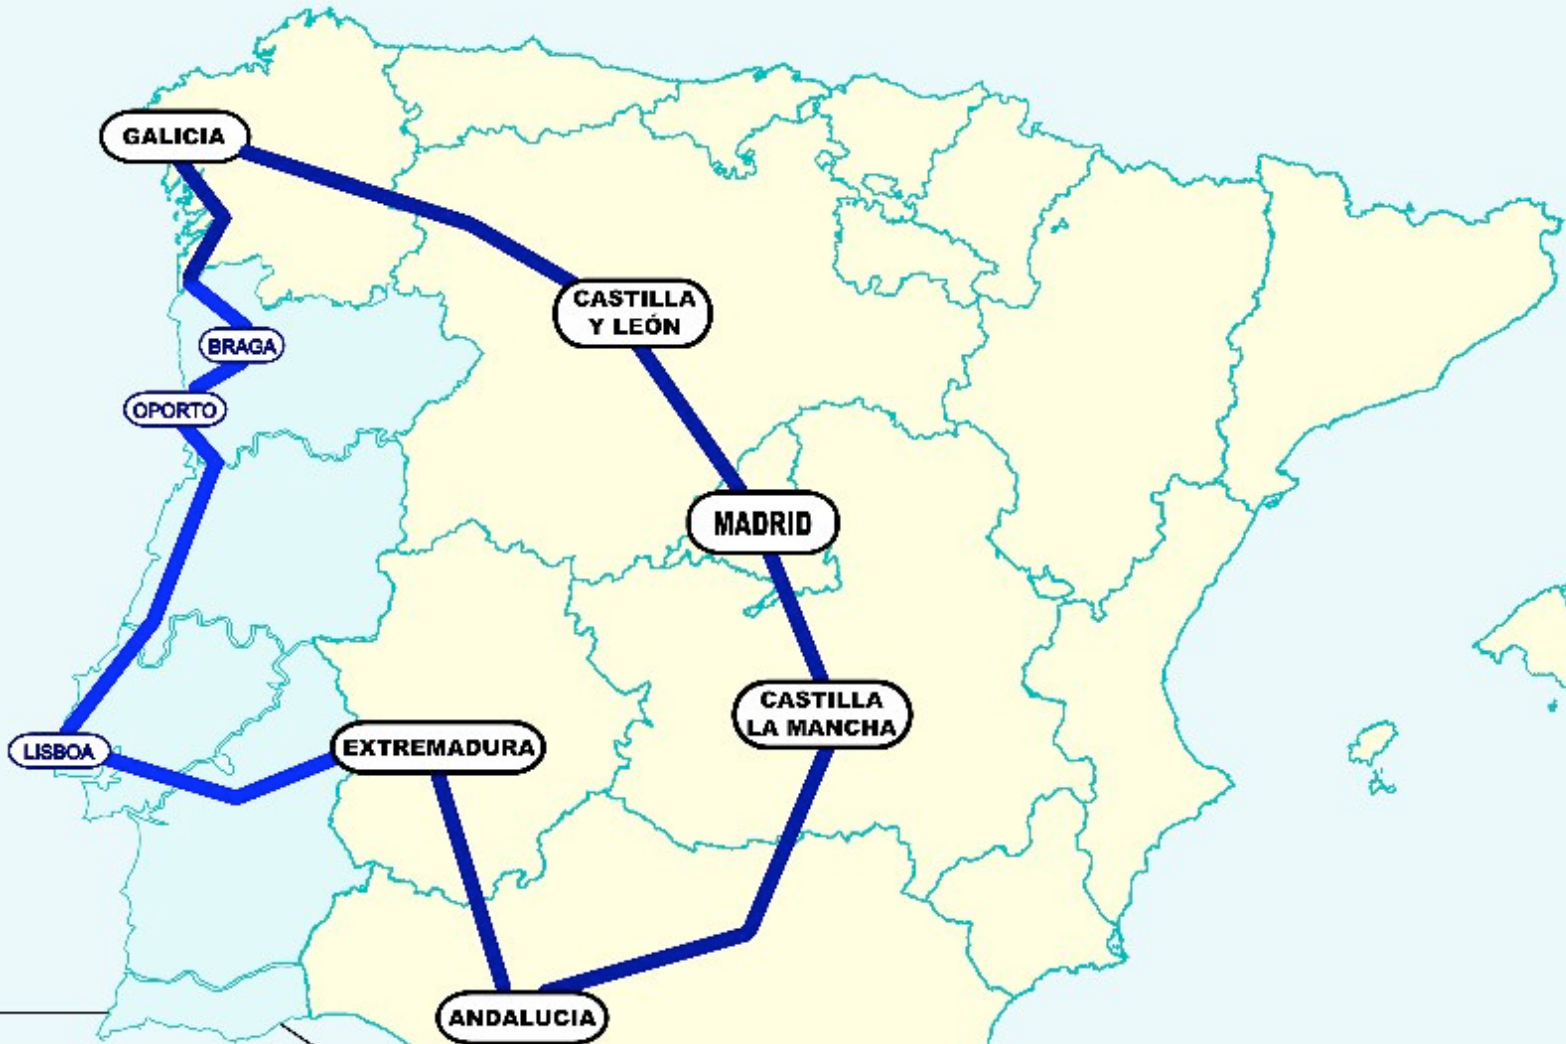 GALICIA
CASTILLA
Y LEÓN
BRAGA
OPORTO
MADRID
CASTILLA
LA MANCHA
LISBOA
EXTREMADURA
ANDALUCIA